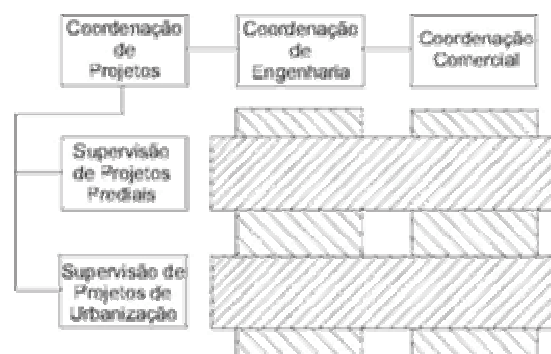 Coordenação
de
Projetos
Coordenação
de
Engenharia
Coordenação
Comercial
Supervisão
de Projetos
Prediais
Supervisão de
Projetos de
Urbanização